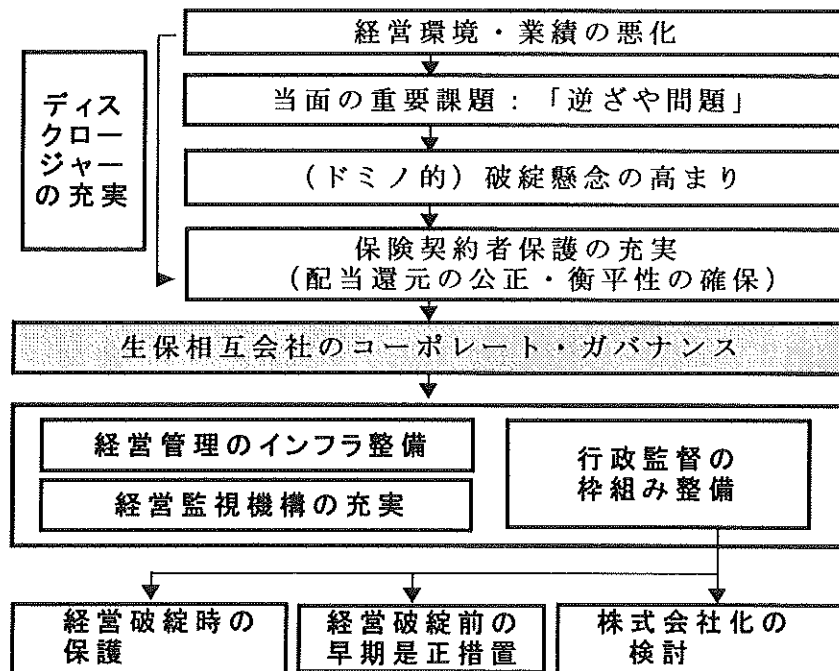 経営環境・業績の悪化
ディス
クロー
ジャー
の充実
当面の重要課題：「逆ざや問題」
（ドミノ的）破綻懸念の高まり
保険契約者保護の充実
（配当還元の公正・衡平性の確保）
生保相互会社のコーポレート・ガバナンス
経営管理のインフラ整備
経営監視機構の充実
行政監督の
枠組み整備
経営破綻時の
保護
経営破綻前の
早期是正措置
株式会社化の
検討